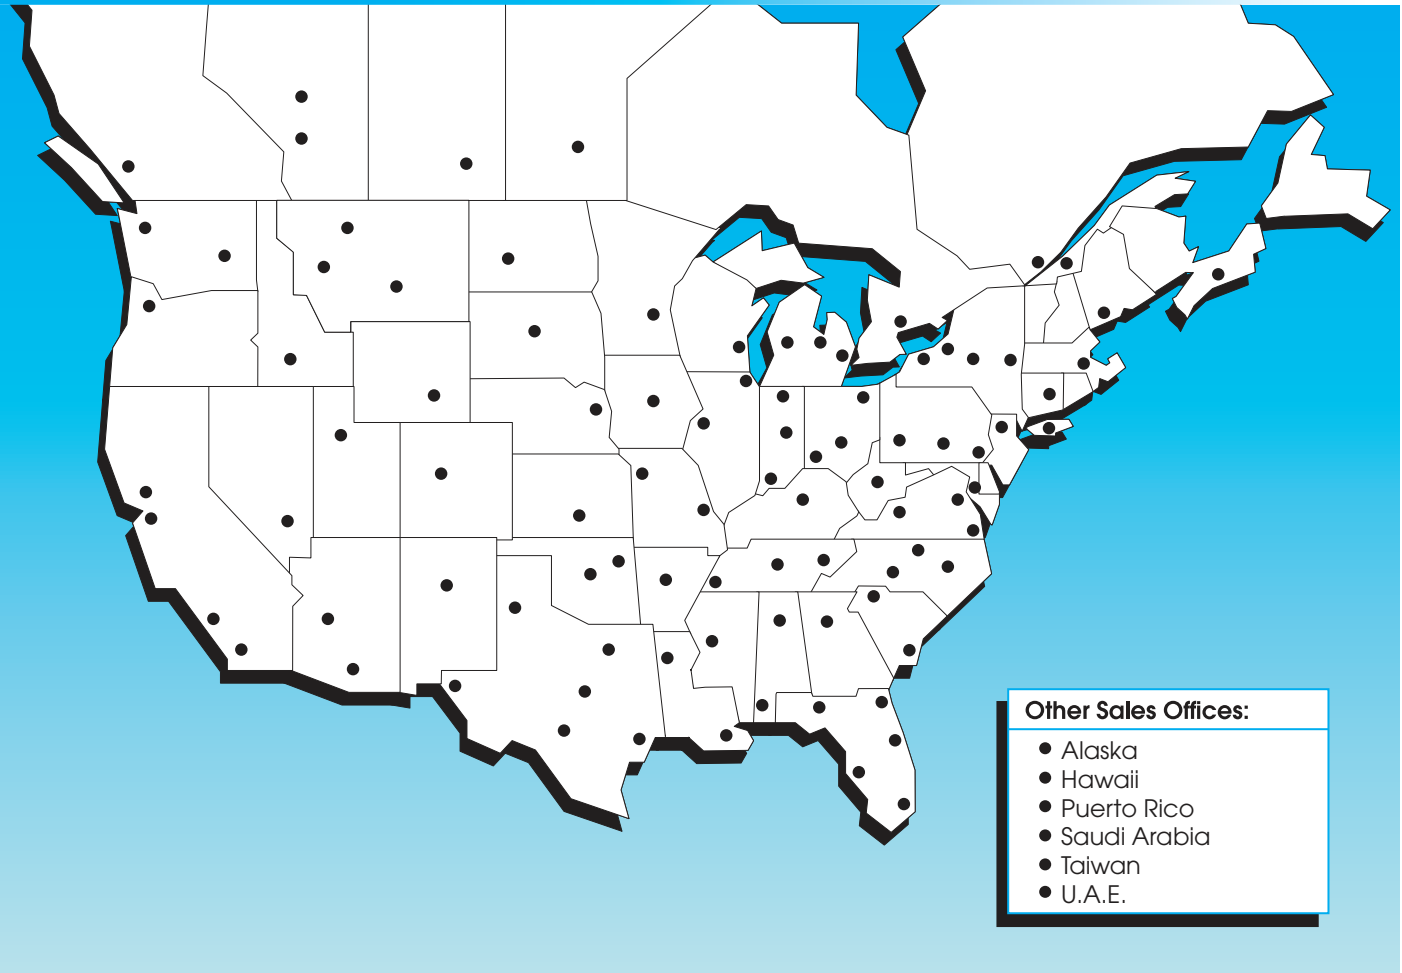 Other Sales Offices:
● Alaska
● Hawaii
● Puerto Rico
● Saudi Arabia
● Taiwan
● U.A.E.